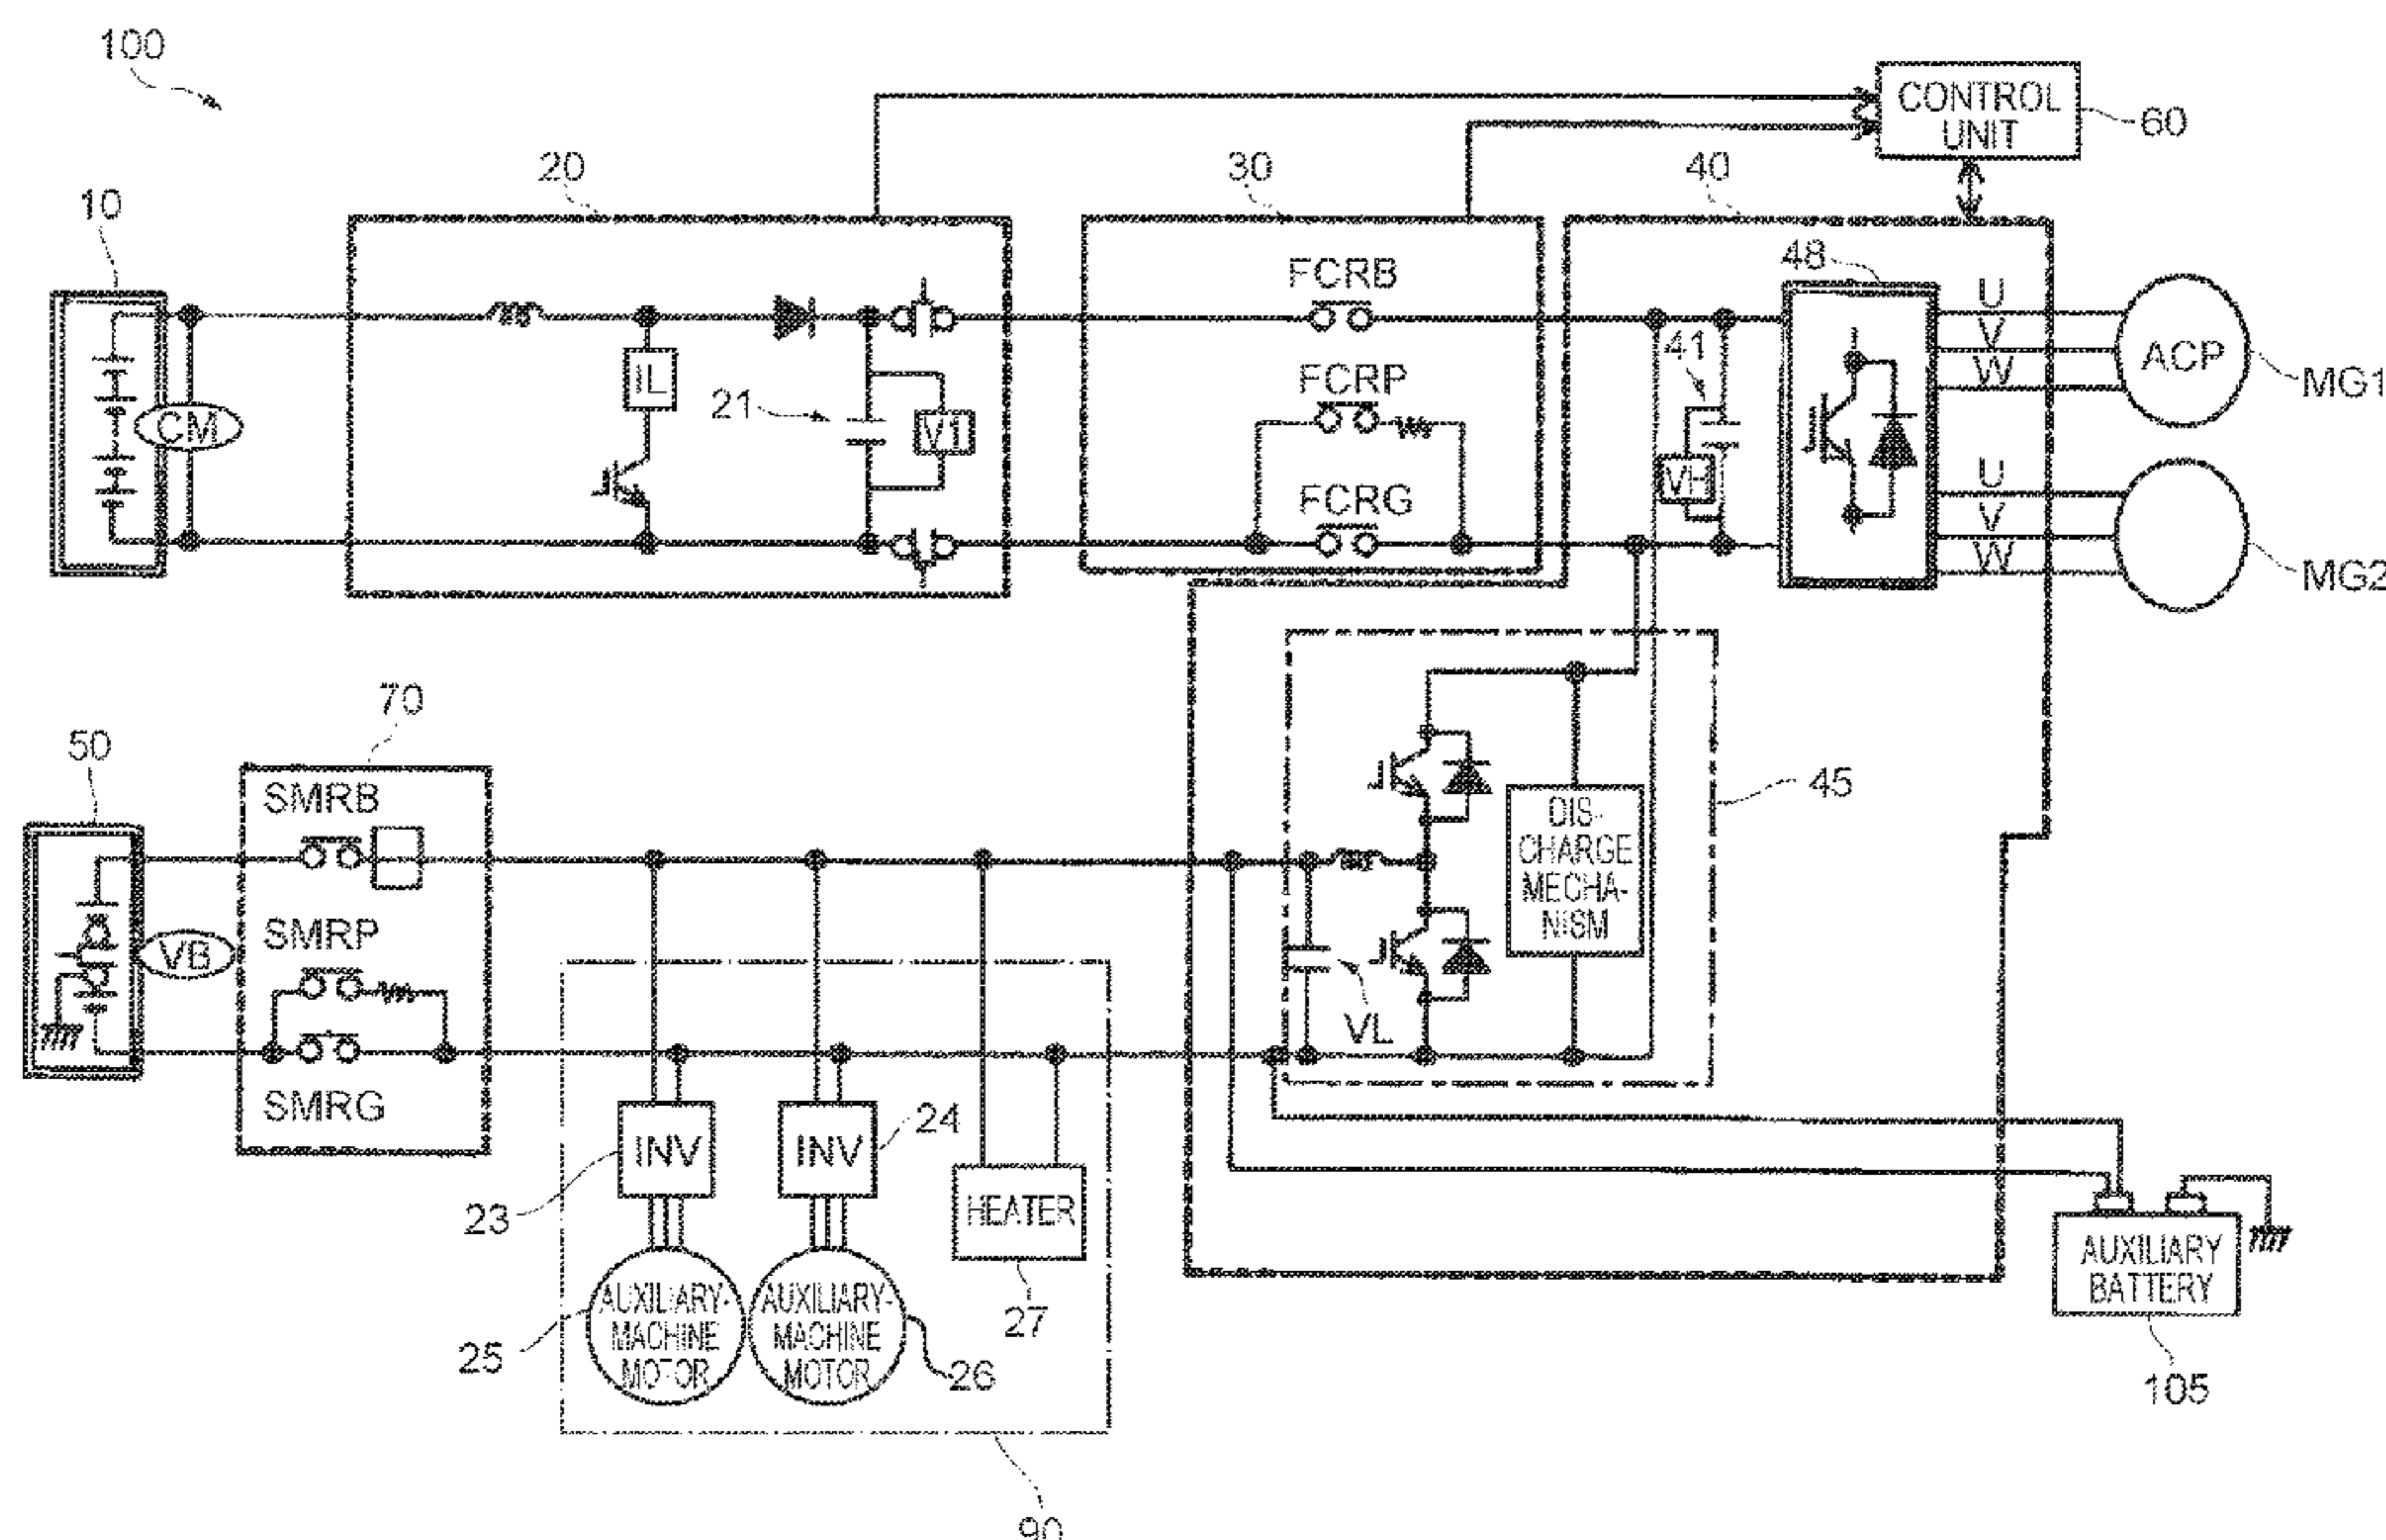 100
CONTROL
UNIT
60
20
30
40
10
48
FCRB
U
V
W
ACP
MG1
41
FCRP
IL
21
V1
CM
VH
FCRG
U
V
W
MG2
70
50
45
SMRB
DIS-
CHARGE
MECHA-
NISM
SMRP
VB
VL
SMRG
INV
INV
24
23
HEATER
AUXILIARY
BATTERY
AUXILIARY-
MACHINE
MOTOR
AUXILIARY-
MACHINE
MOTOR
27
25
26
105
90